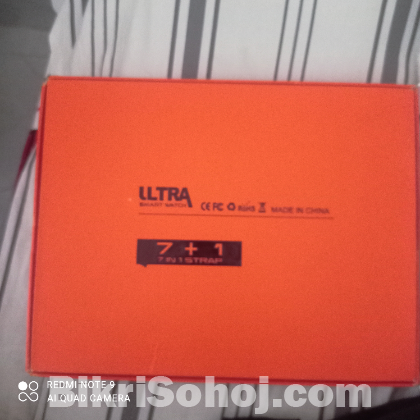 ULTRA
SMART WATCH
CE FC RoHS MADE IN CHINA
7 + 1
7 IN 1 STRAP
REDMI NOTE 9
AI QUAD CAMERA
BikriSohoj.com